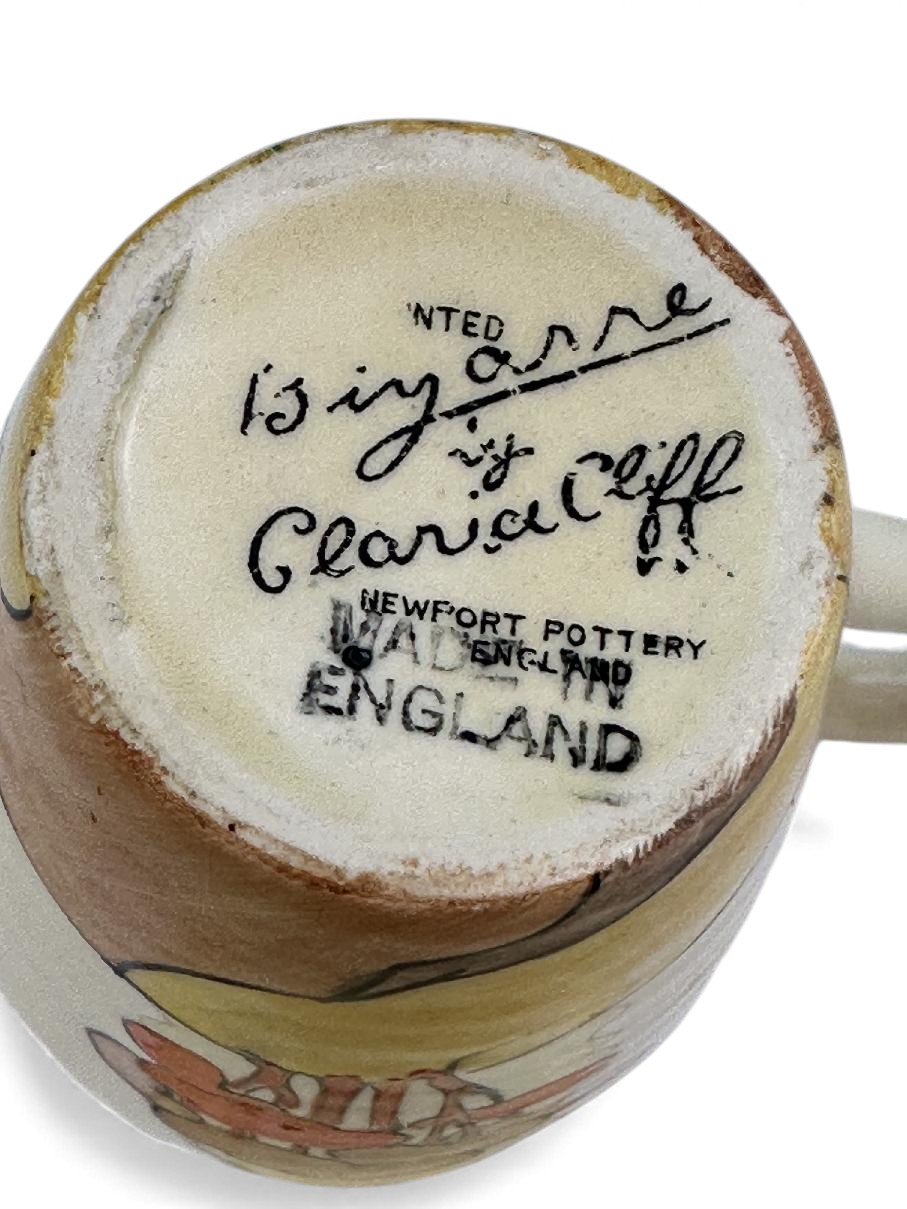 NTED
Bizarre
by
Clarice Cliff
NEWPORT POTTERY
ENGLAND
MADE IN
ENGLAND